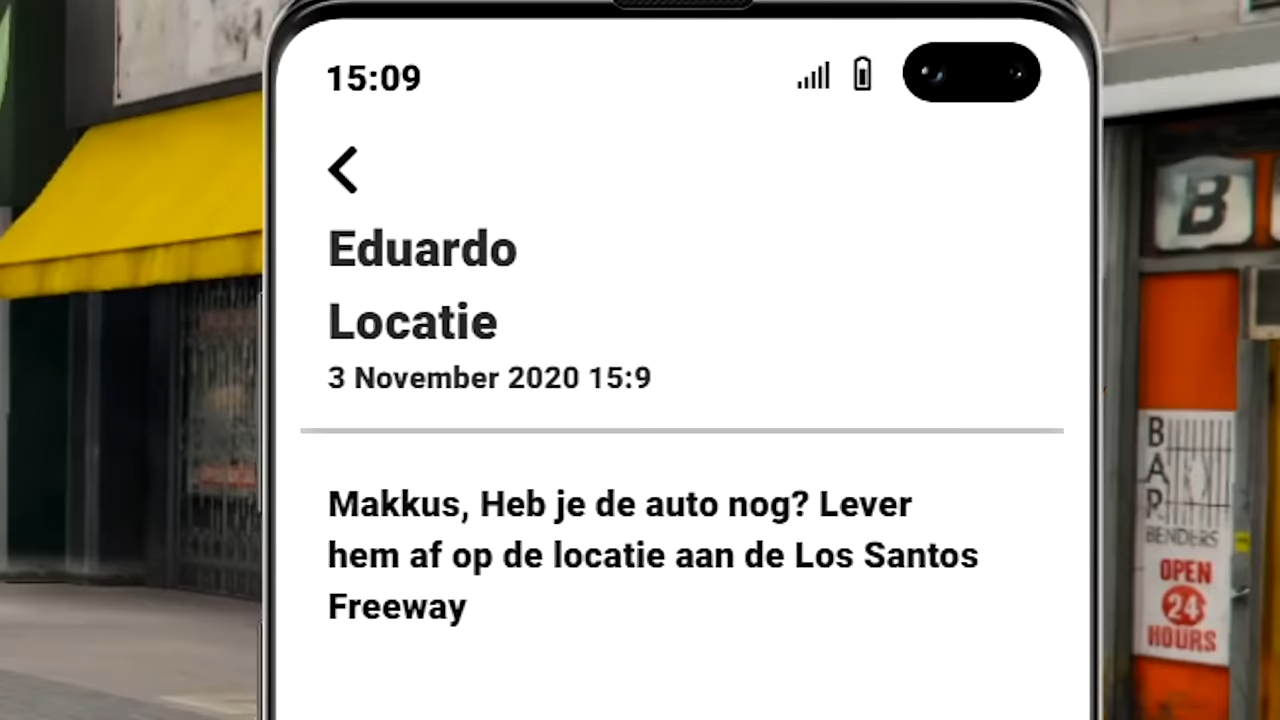 15:09
Eduardo
Locatie
3 November 2020 15:9
Makkus, Heb je de auto nog? Lever
hem af op de locatie aan de Los Santos
Freeway
B
BAR
BENDERS
OPEN
24
HOURS